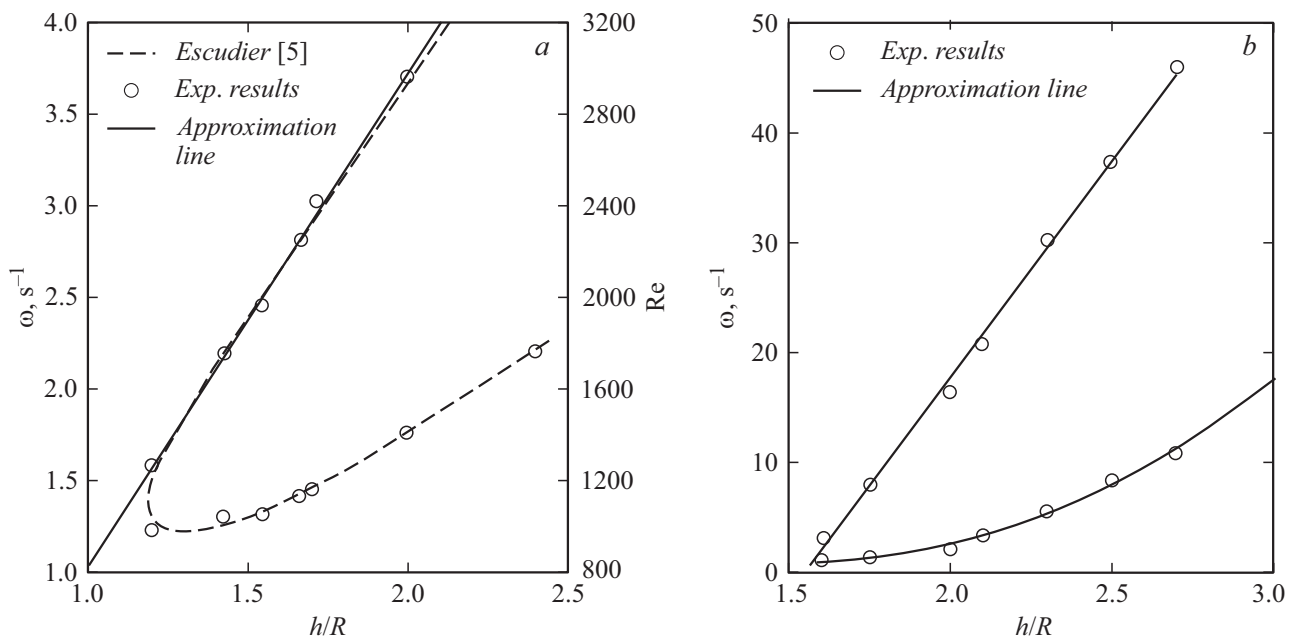 4.0
3.5
3.0
2.5
2.0
1.5
1.0
ω, s⁻¹
Escudier [5]
Exp. results
Approximation
line
a
3200
2800
2400
2000
1600
1200
800
Re
1.0 1.5 2.0 2.5
h/R
50
40
30
20
10
0
ω, s⁻¹
Exp. results
Approximation line
b
1.5 2.0 2.5 3.0
h/R